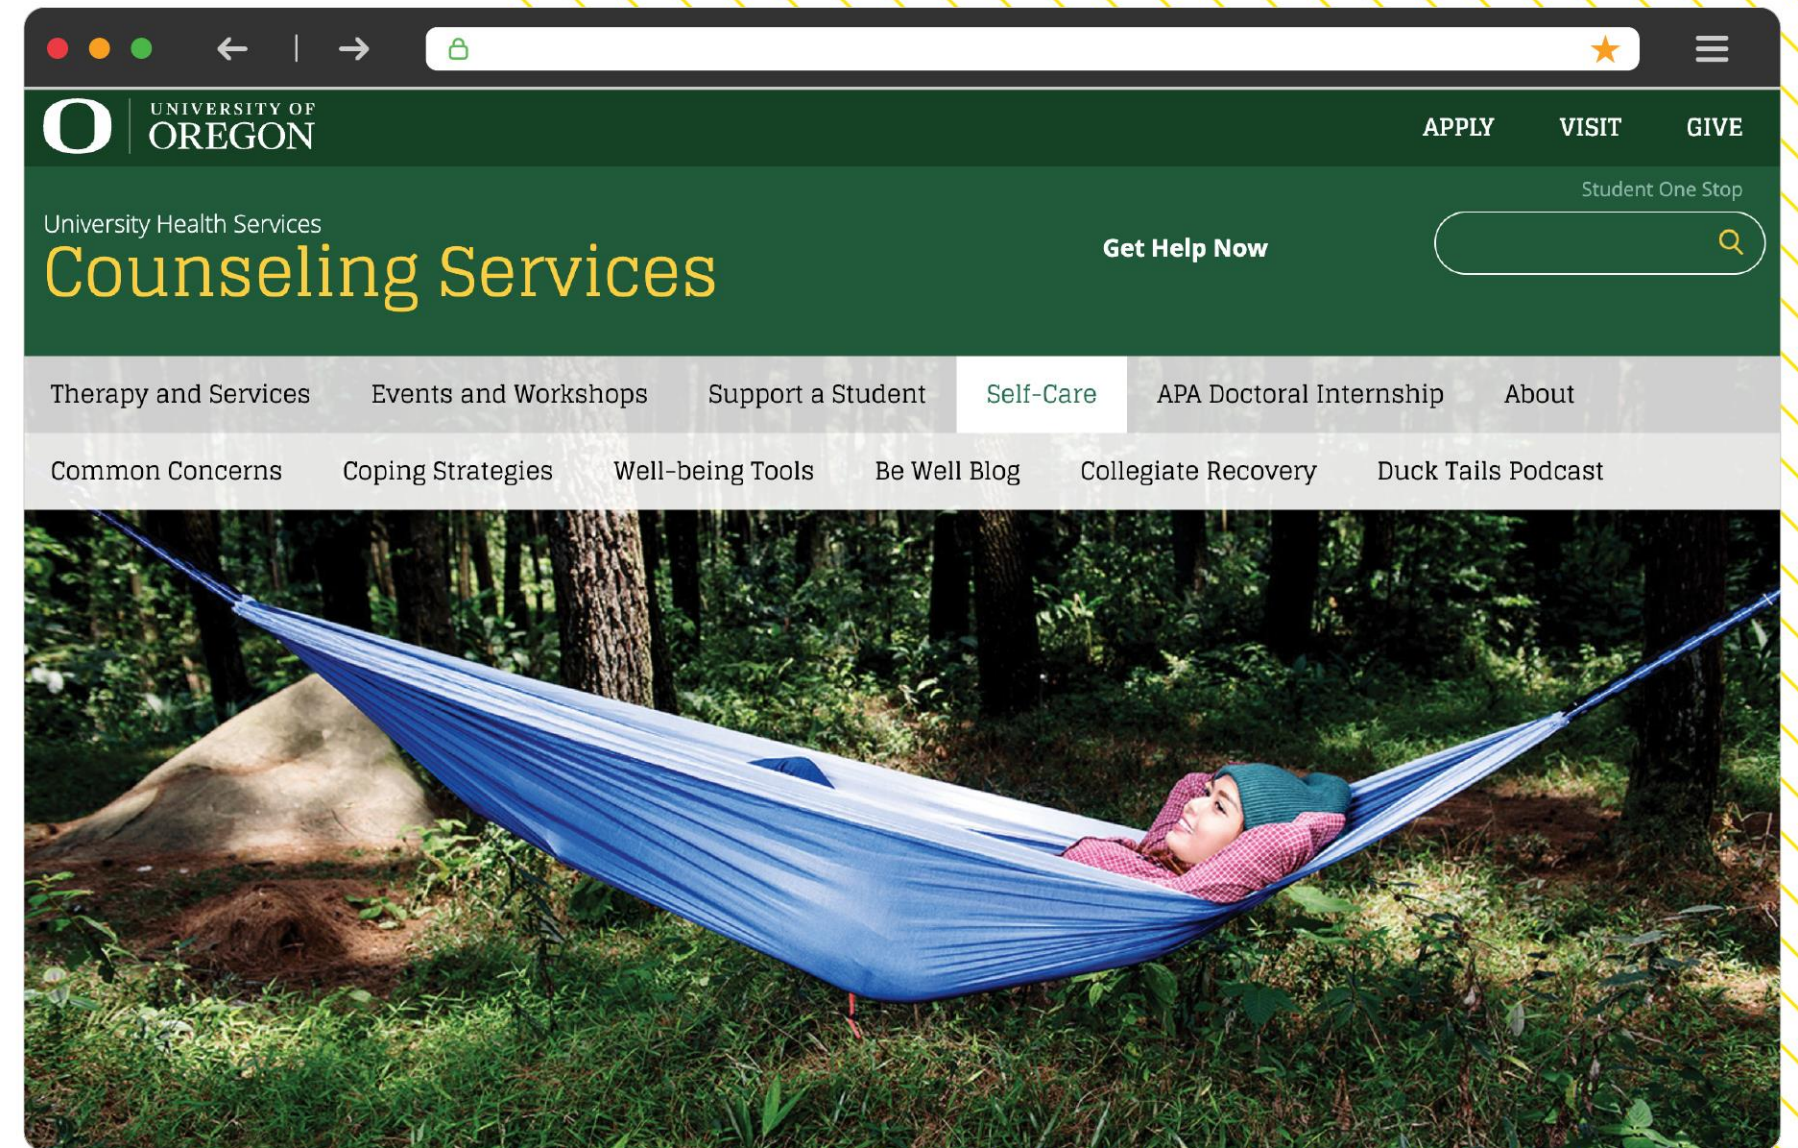 UNIVERSITY OF
OREGON
APPLY VISIT GIVE
Student One Stop
University Health Services
Counseling Services
Get Help Now
Therapy and Services Events and Workshops Support a Student Self-Care APA Doctoral Internship About
Common Concerns Coping Strategies Well-being Tools Be Well Blog Collegiate Recovery Duck Tails Podcast